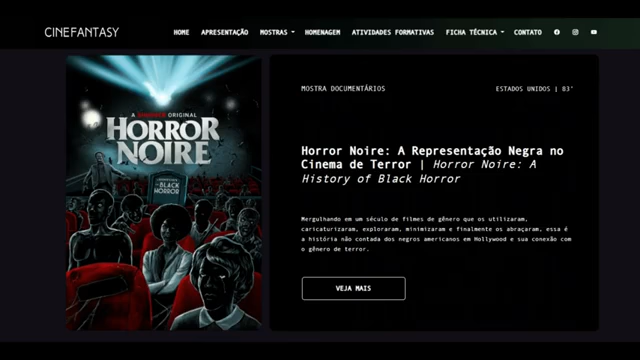 CINEFANTASY
HOME APRESENTAÇÃO MOSTRAS HOMENAGEM ATIVIDADES FORMATIVAS FICHA TÉCNICA CONTATO
A SHUDDER ORIGINAL
HORROR
NOIRE
BLACK
HORROR
MOSTRA DOCUMENTÁRIOS
ESTADOS UNIDOS | 83'
Horror Noire: A Representação Negra no
Cinema de Terror | Horror Noire: A
History of Black Horror
Mergulhando em um século de filmes de gênero que os utilizaram,
caricaturizaram, exploraram, minimizaram e finalmente os abraçaram, essa é
a história não contada dos negros americanos em Hollywood e sua conexão com
o gênero de terror.
VEJA MAIS